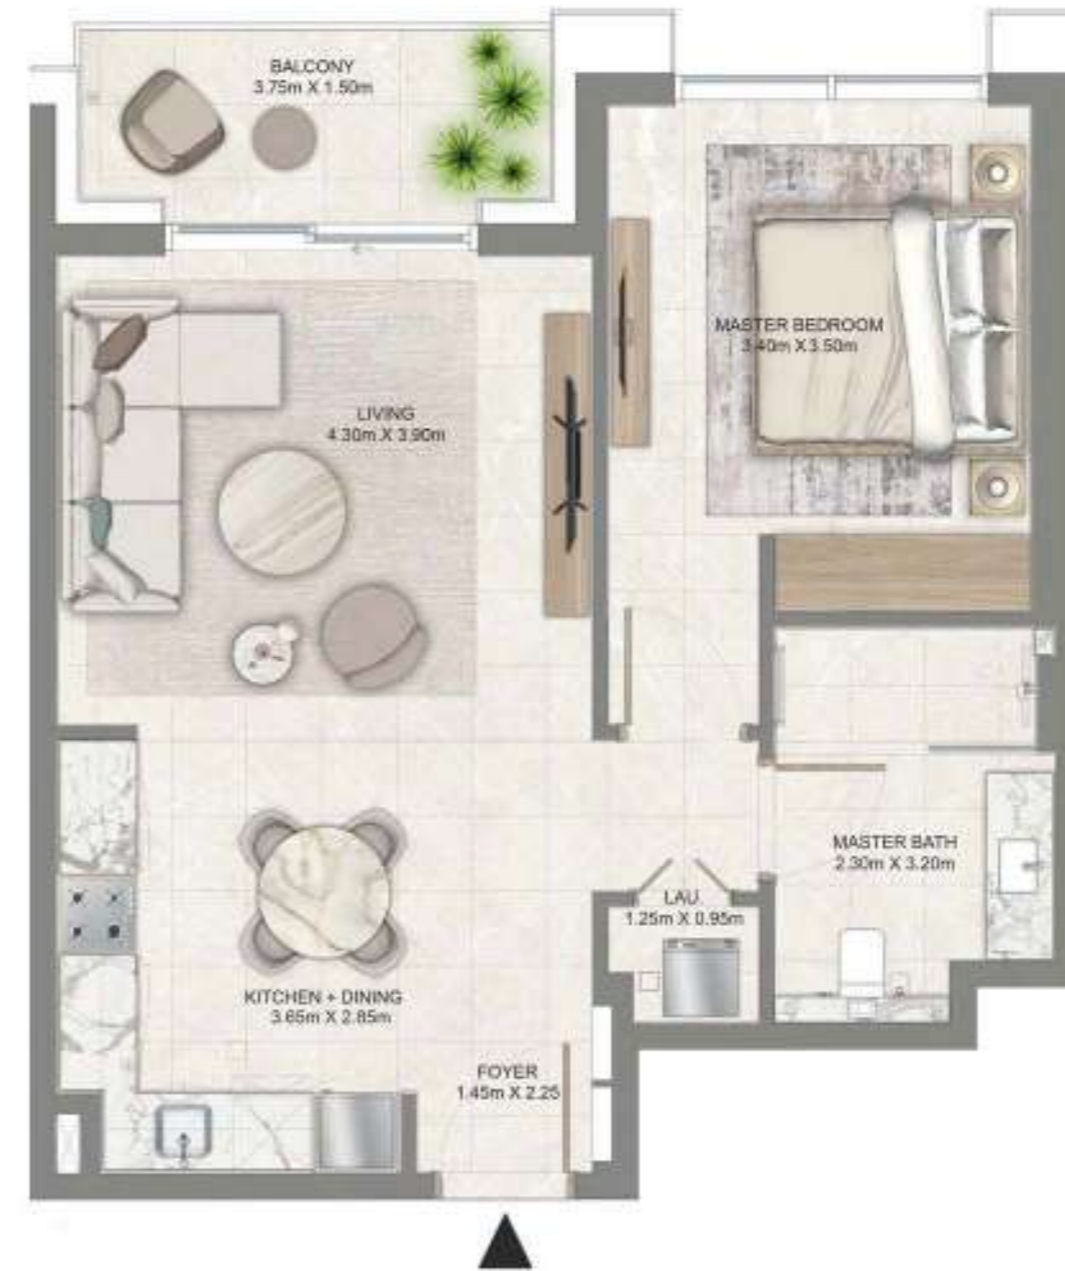 BALCONY
3.75m X 1.50m
MASTER BEDROOM
3.40m X 3.50m
LIVING
4.30m X 3.90m
MASTER BATH
2.30m X 3.20m
LAU.
1.25m X 0.95m
KITCHEN + DINING
3.65m X 2.85m
FOYER
1.45m X 2.25